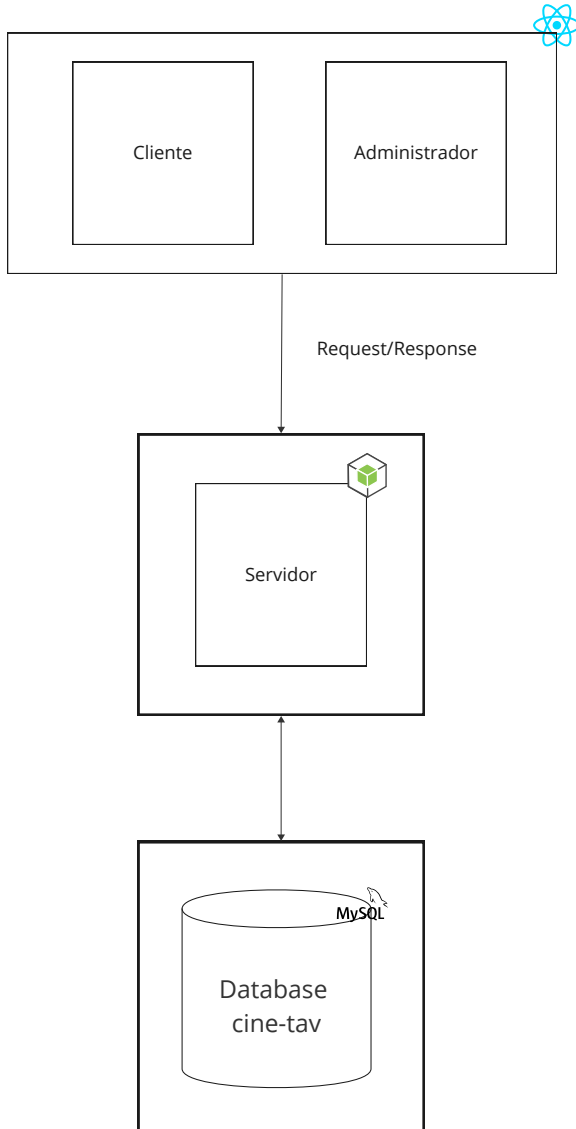 Cliente
Administrador
Request/Response
Servidor
MySQL
Database
cine-tav